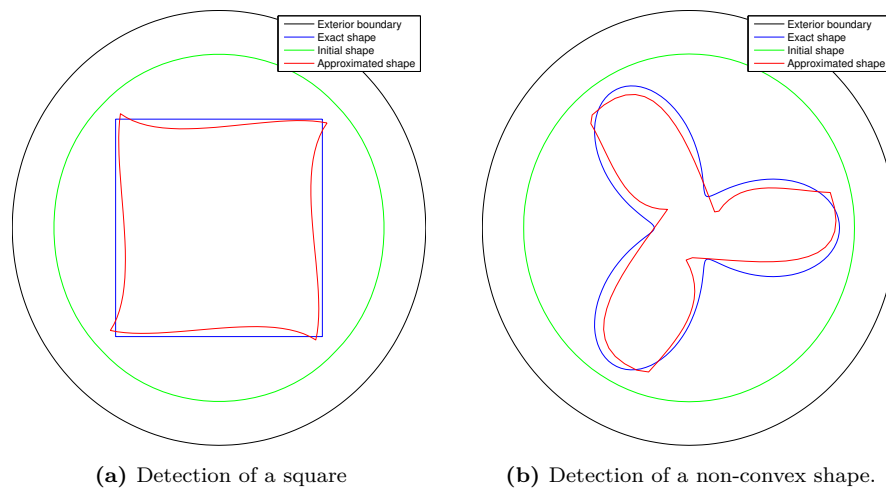 Exterior boundary
Exact shape
Initial shape
Approximated shape
Exterior boundary
Exact shape
Initial shape
Approximated shape
(a) Detection of a square
(b) Detection of a non-convex shape.